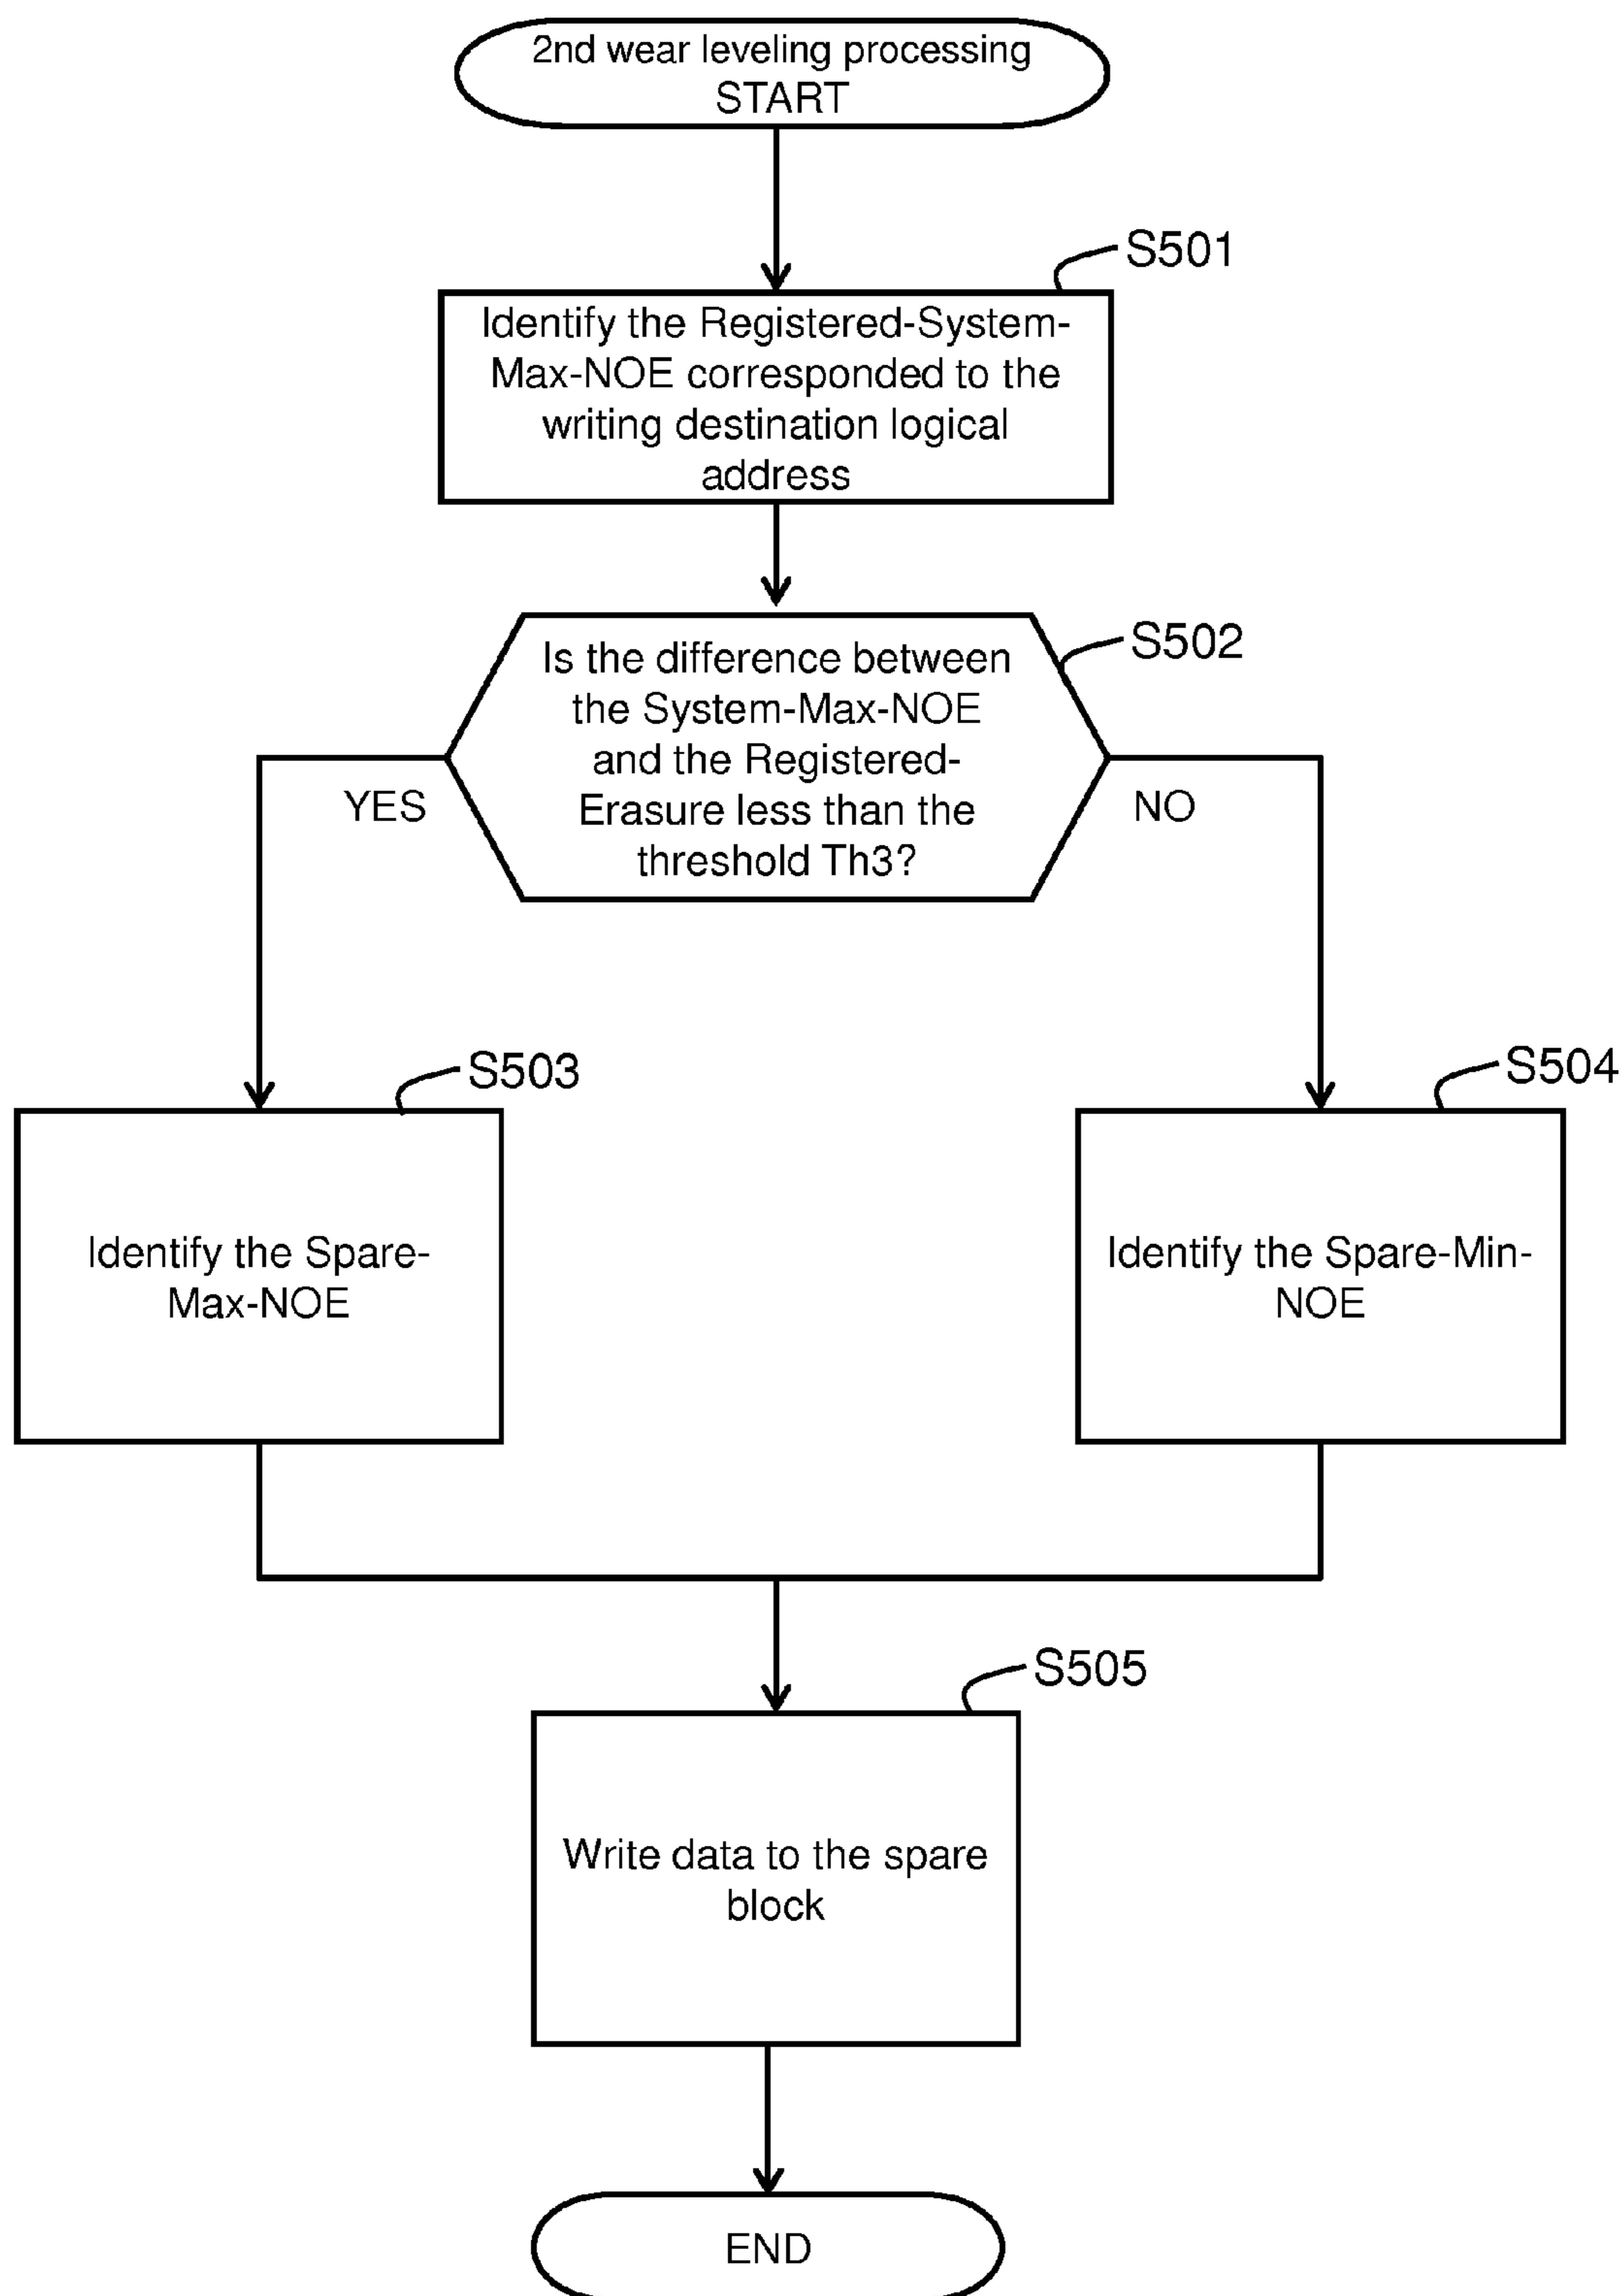 2nd wear leveling processing
START
S501
Identify the Registered-System-
Max-NOE corresponded to the
writing destination logical
address
S502
Is the difference between
the System-Max-NOE
and the Registered-
Erasure less than the
threshold Th3?
YES
NO
S503
S504
Identify the Spare-
Max-NOE
Identify the Spare-Min-
NOE
S505
Write data to the spare
block
END